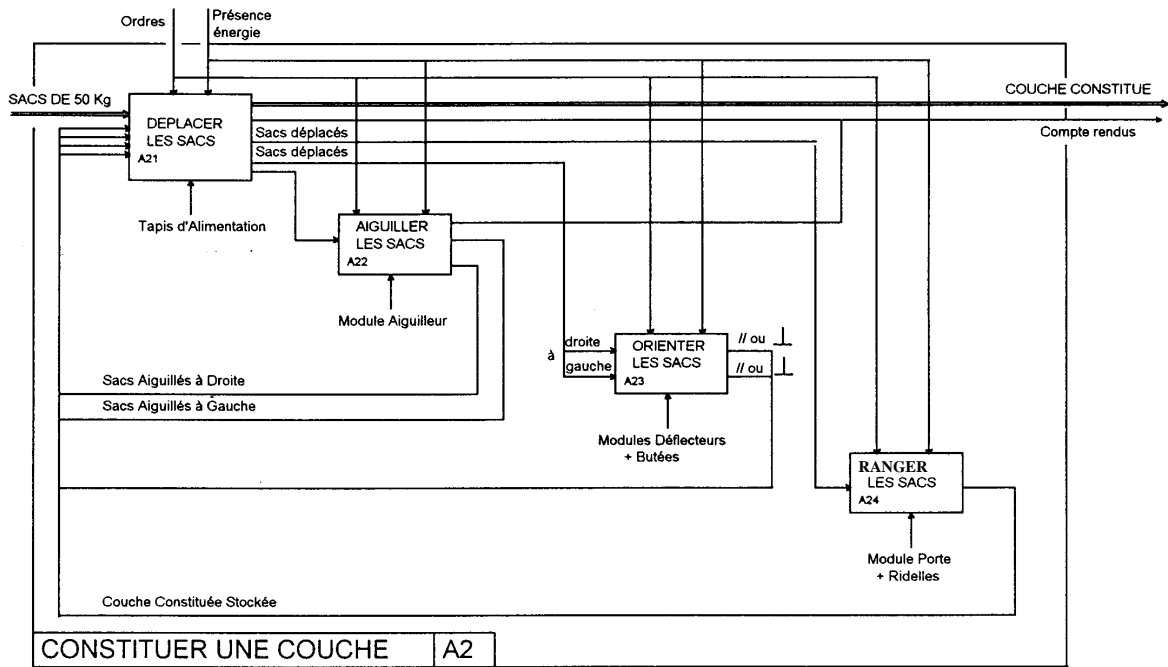 Ordres
Présence
énergie
SACS DE 50 Kg
COUCHE CONSTITUE
DEPLACER
LES SACS
A21
Sacs déplacés
Sacs déplacés
Compte rendus
Tapis d'Alimentation
AIGUILLER
LES SACS
A22
Module Aiguilleur
à
droite
gauche
ORIENTER
LES SACS
A23
// ou ⊥
// ou ⊥
Sacs Aiguillés à Droite
Sacs Aiguillés à Gauche
Modules Déflecteurs
+ Butées
RANGER
LES SACS
A24
Module Porte
+ Ridelles
Couche Constituée Stockée
CONSTITUER UNE COUCHE
A2